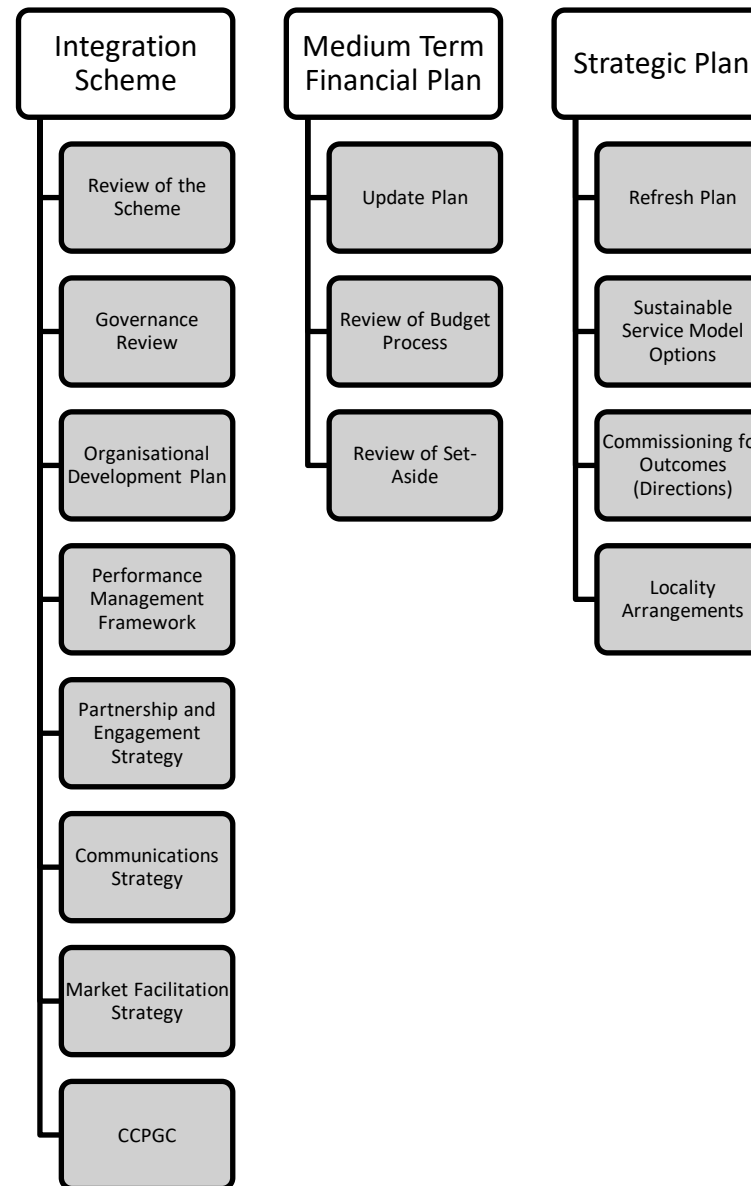 Integration
Scheme
Review of the
Scheme
Governance
Review
Organisational
Development Plan
Performance
Management
Framework
Partnership and
Engagement
Strategy
Communications
Strategy
Market Facilitation
Strategy
CCPGC
Medium Term
Financial Plan
Update Plan
Review of Budget
Process
Review of Set-
Aside
Strategic Plan
Refresh Plan
Sustainable
Service Model
Options
Commissioning
Outcomes
(Directions)
Locality
Arrangements